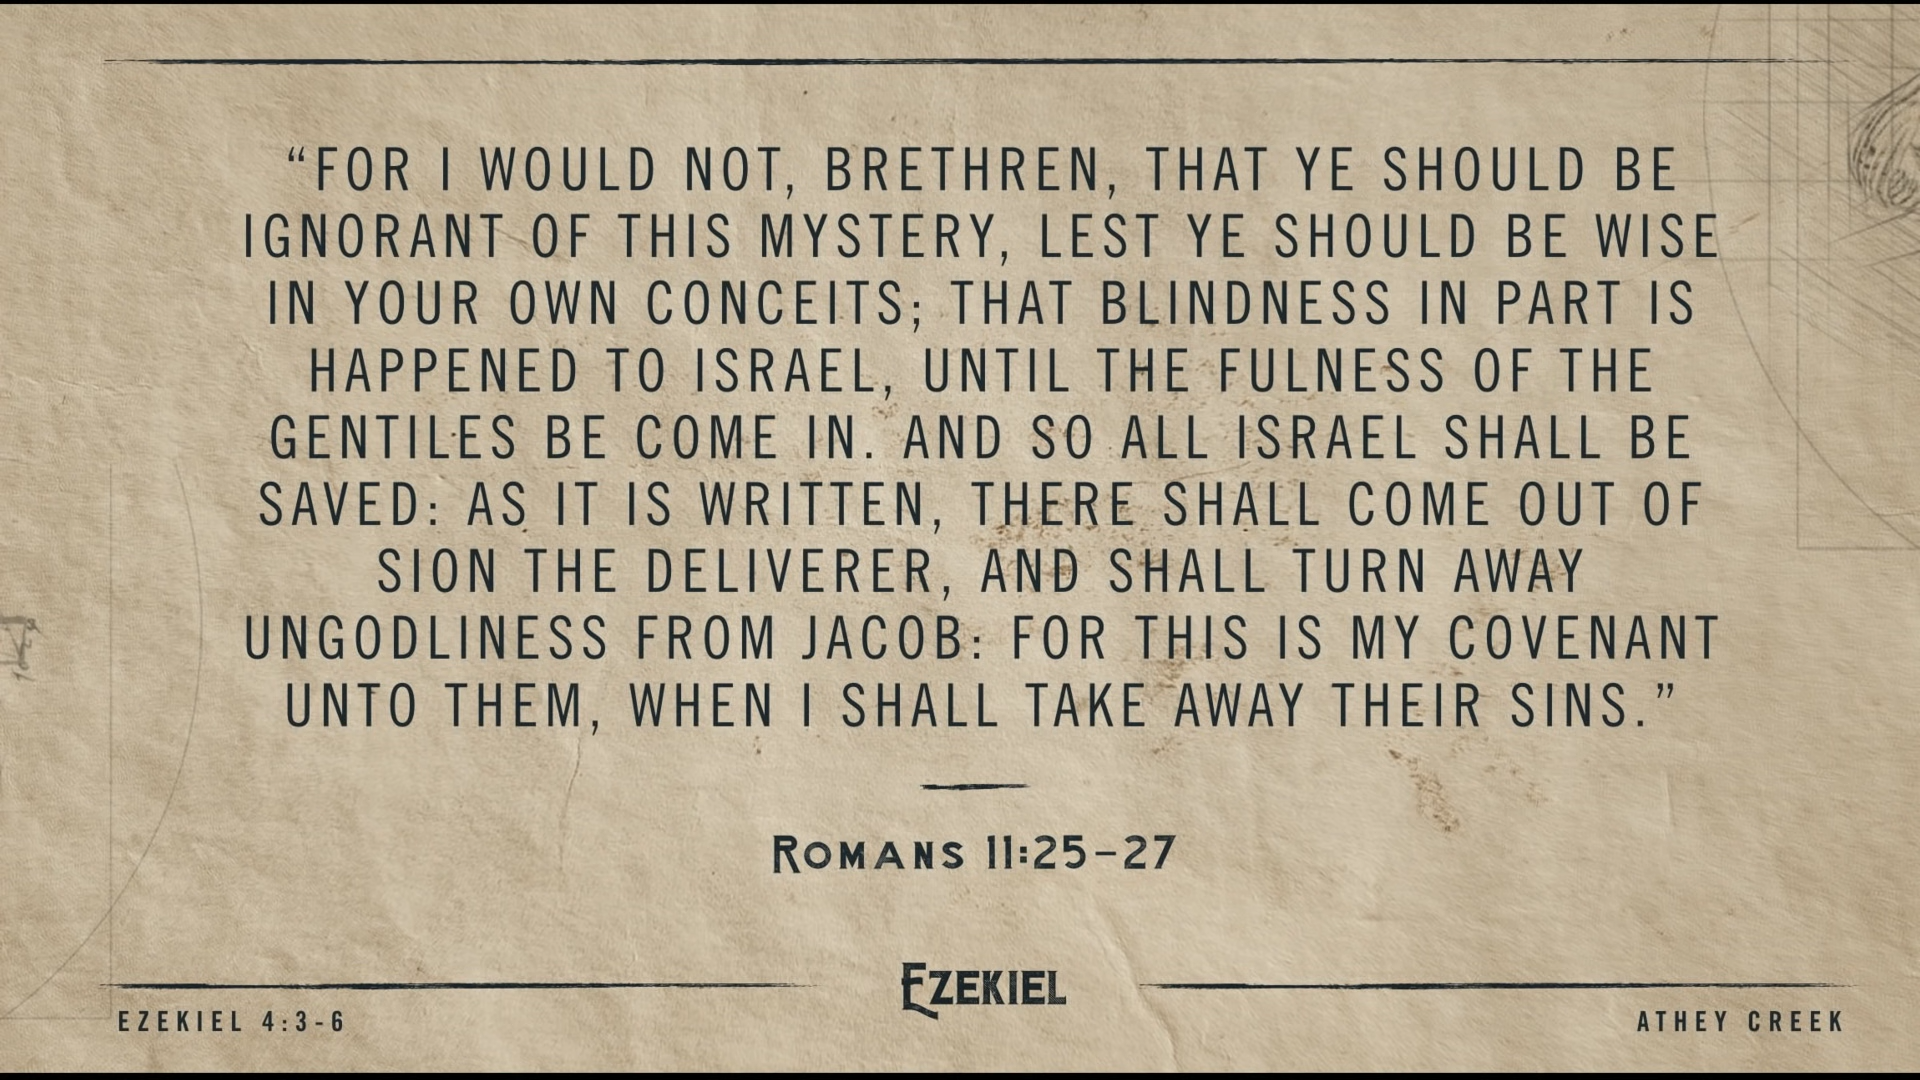 “FOR I WOULD NOT, BRETHREN, THAT YE SHOULD BE
IGNORANT OF THIS MYSTERY, LEST YE SHOULD BE WISE
IN YOUR OWN CONCEITS; THAT BLINDNESS IN PART IS
HAPPENED TO ISRAEL, UNTIL THE FULNESS OF THE
GENTILES BE COME IN. AND SO ALL ISRAEL SHALL BE
SAVED: AS IT IS WRITTEN, THERE SHALL COME OUT OF
SION THE DELIVERER, AND SHALL TURN AWAY
UNGODLINESS FROM JACOB: FOR THIS IS MY COVENANT
UNTO THEM, WHEN I SHALL TAKE AWAY THEIR SINS.”
ROMANS 11:25–27
EZEKIEL
EZEKIEL 4:3-6
ATHEY CREEK